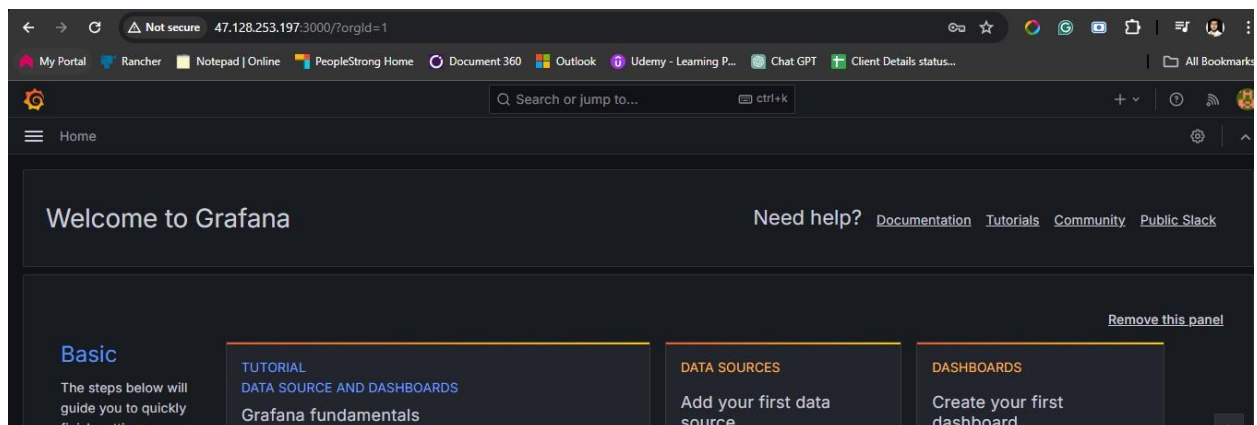 Not secure 47.128.253.197:3000/?orgId=1
My Portal Rancher Notepad | Online PeopleStrong Home Document 360 Outlook Udemy - Learning P... Chat GPT Client Details status... All Bookmarks
Search or jump to... ctrl+k
Home
Welcome to Grafana
Need help? Documentation Tutorials Community Public Slack
Remove this panel
Basic
The steps below will
guide you to quickly
TUTORIAL
DATA SOURCE AND DASHBOARDS
Grafana fundamentals
DATA SOURCES
Add your first data
source
DASHBOARDS
Create your first
dashboard